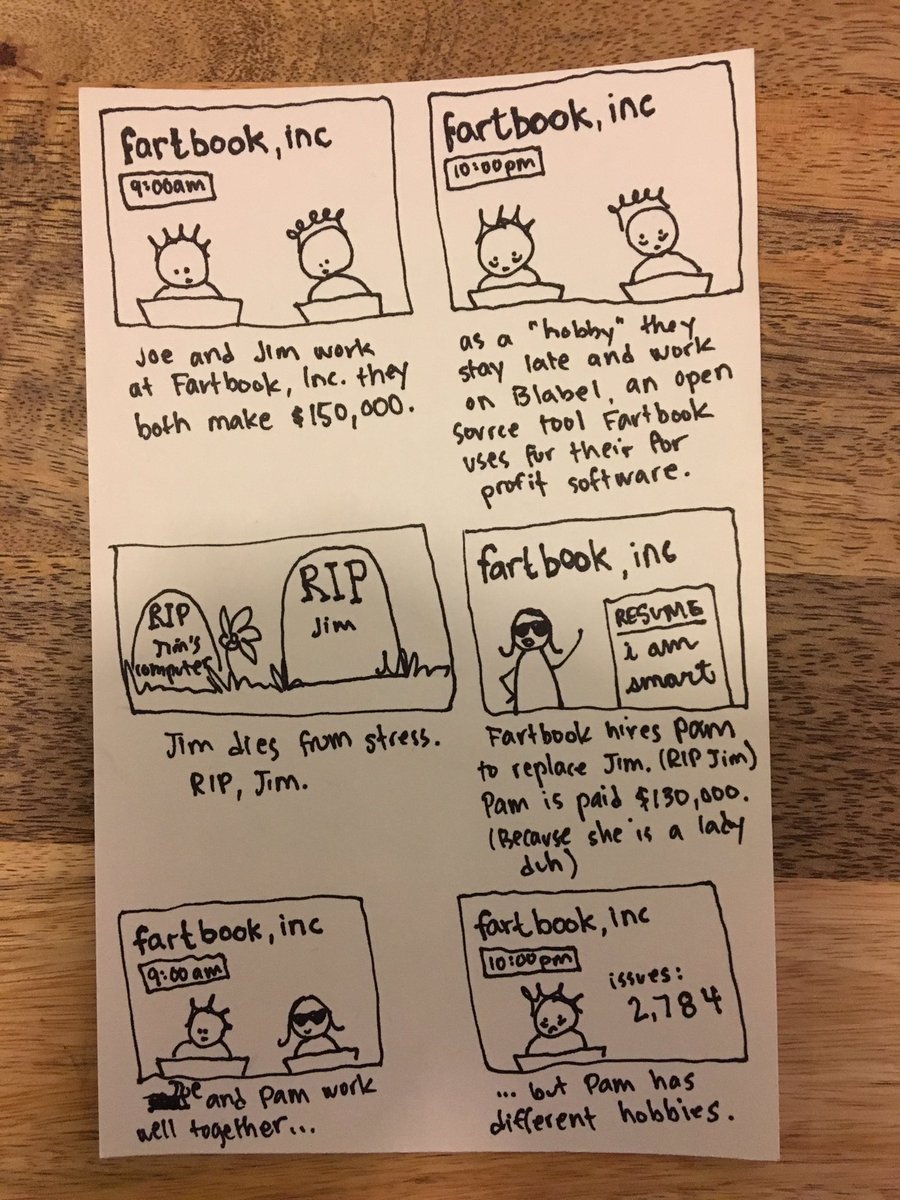 fartbook, inc
9:00am
Joe and Jim work
at Fartbook, Inc. they
both make $150,000.
fartbook, inc
10:00pm
as a "hobby" they
stay late and work
on Blabel, an open
source tool Fartbook
uses for their for
profit software.
RIP
Jim's
computer
RIP
Jim
Jim dies from stress.
RIP, Jim.
fartbook, inc
RESUME
i am
smart
Fartbook hires Pam
to replace Jim. (RIP Jim)
Pam is paid $130,000.
(Because she is a lady
duh)
fartbook, inc
9:00am
Joe and Pam work
well together...
fartbook, inc
10:00pm
issues:
2,784
... but Pam has
different hobbies.